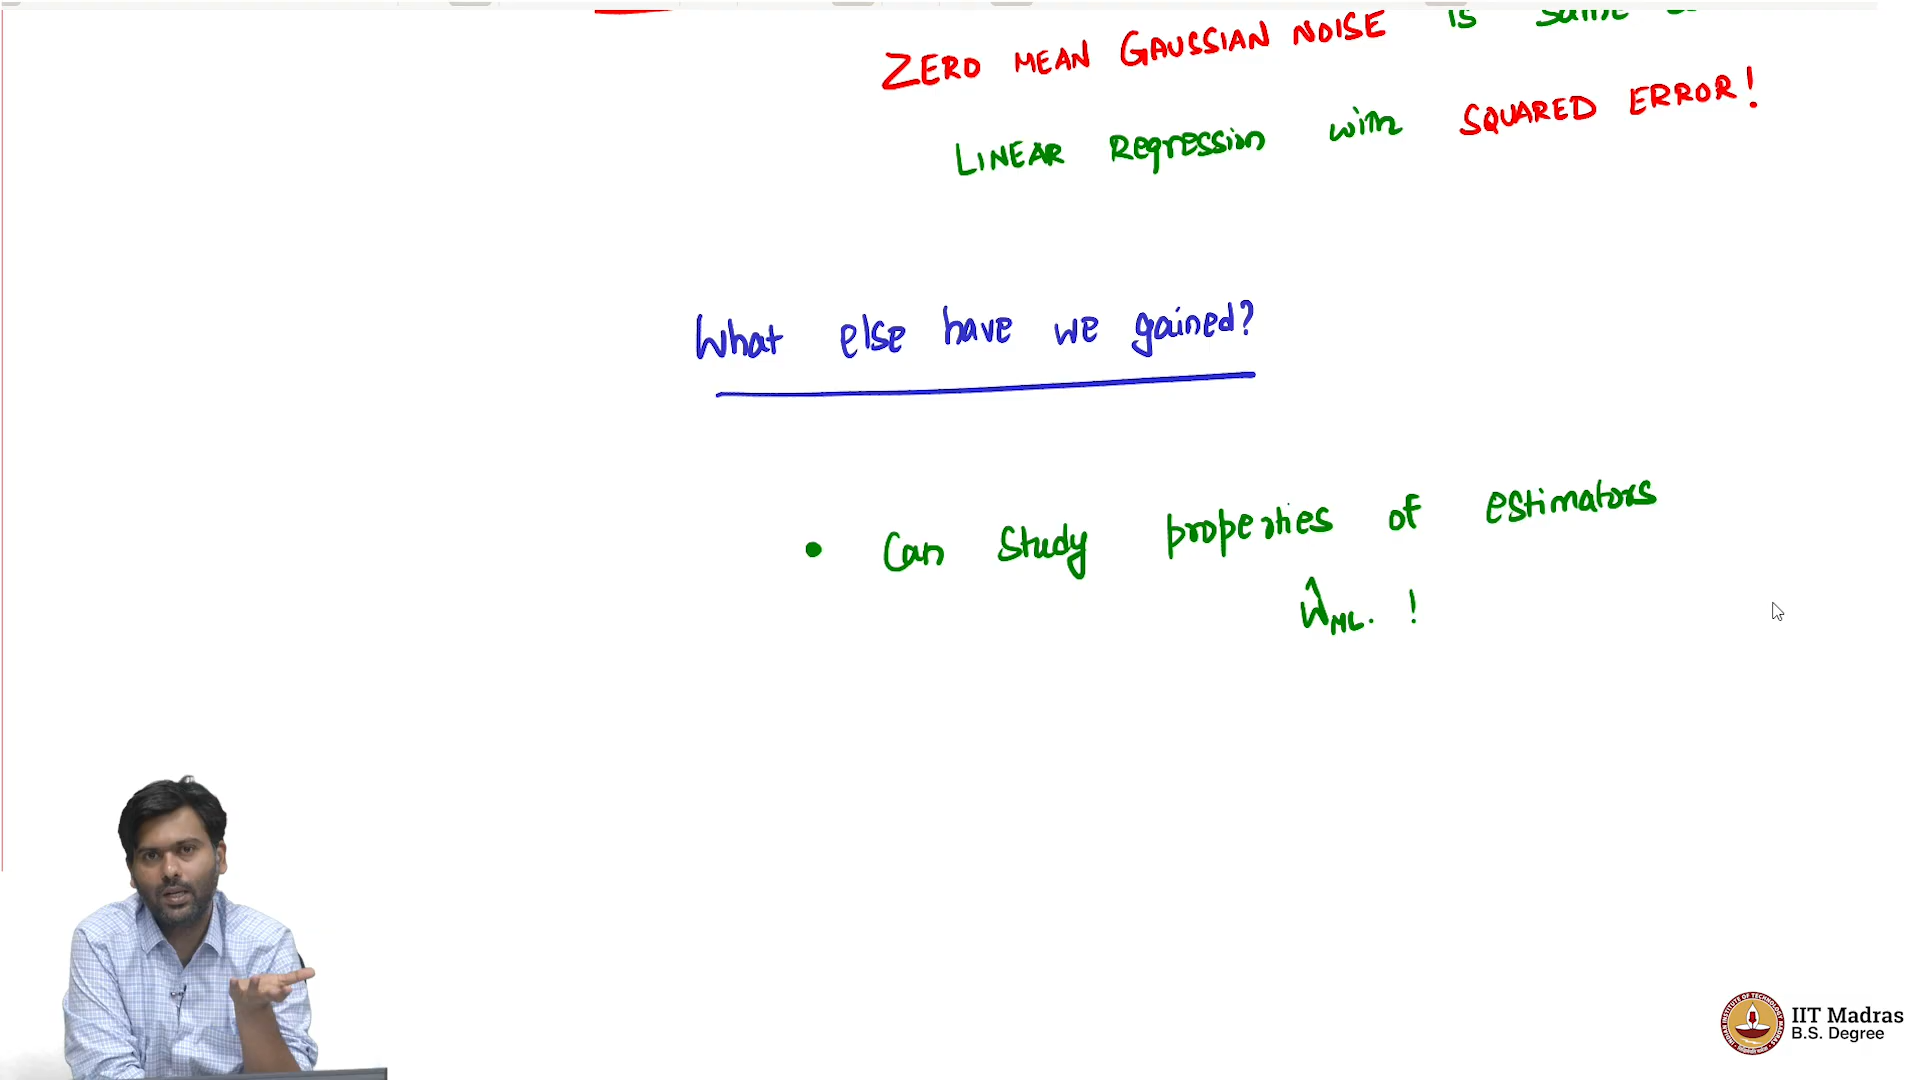 ZERO MEAN GAUSSIAN NOISE is same
LINEAR Regression with SQUARED ERROR!
What else have we gained?
• Can study properties of estimators
ŵML. !
IIT Madras
B.S. Degree